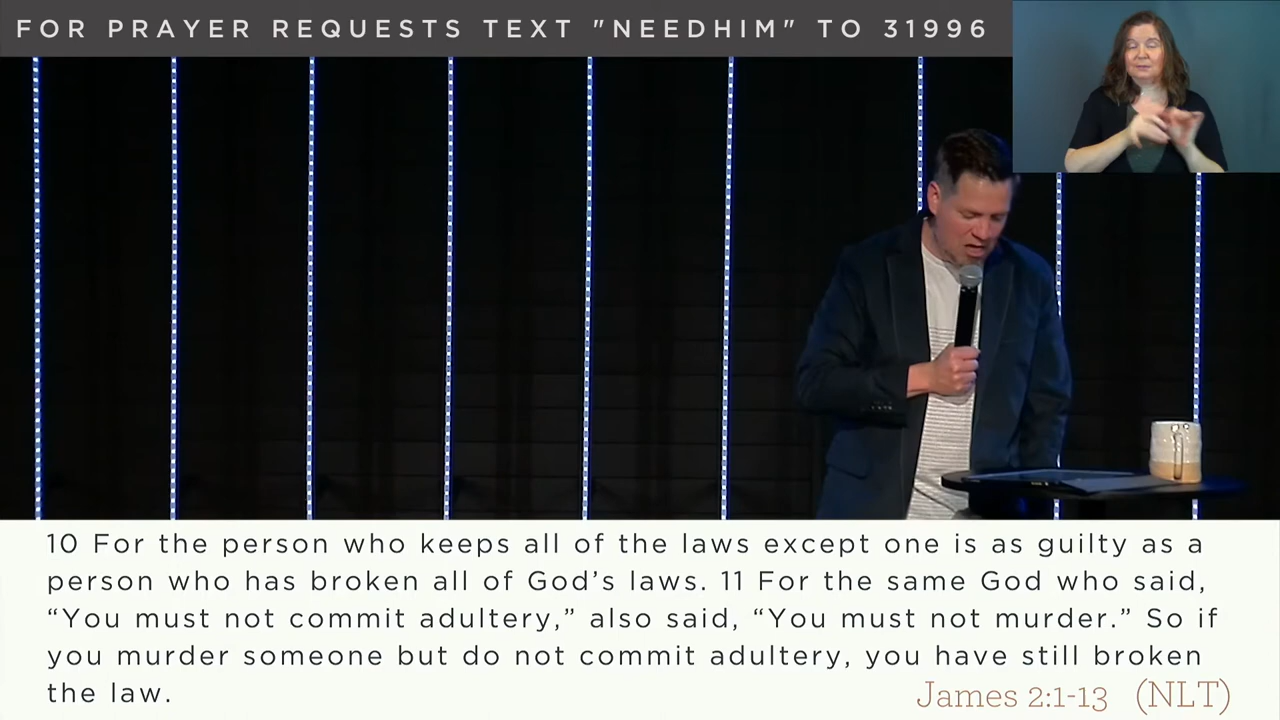 FOR PRAYER REQUESTS TEXT "NEEDHIM" TO 31996
10 For the person who keeps all of the laws except one is as guilty as a
person who has broken all of God’s laws. 11 For the same God who said,
“You must not commit adultery,” also said, “You must not murder.” So if
you murder someone but do not commit adultery, you have still broken
the law.
James 2:1-13 (NLT)